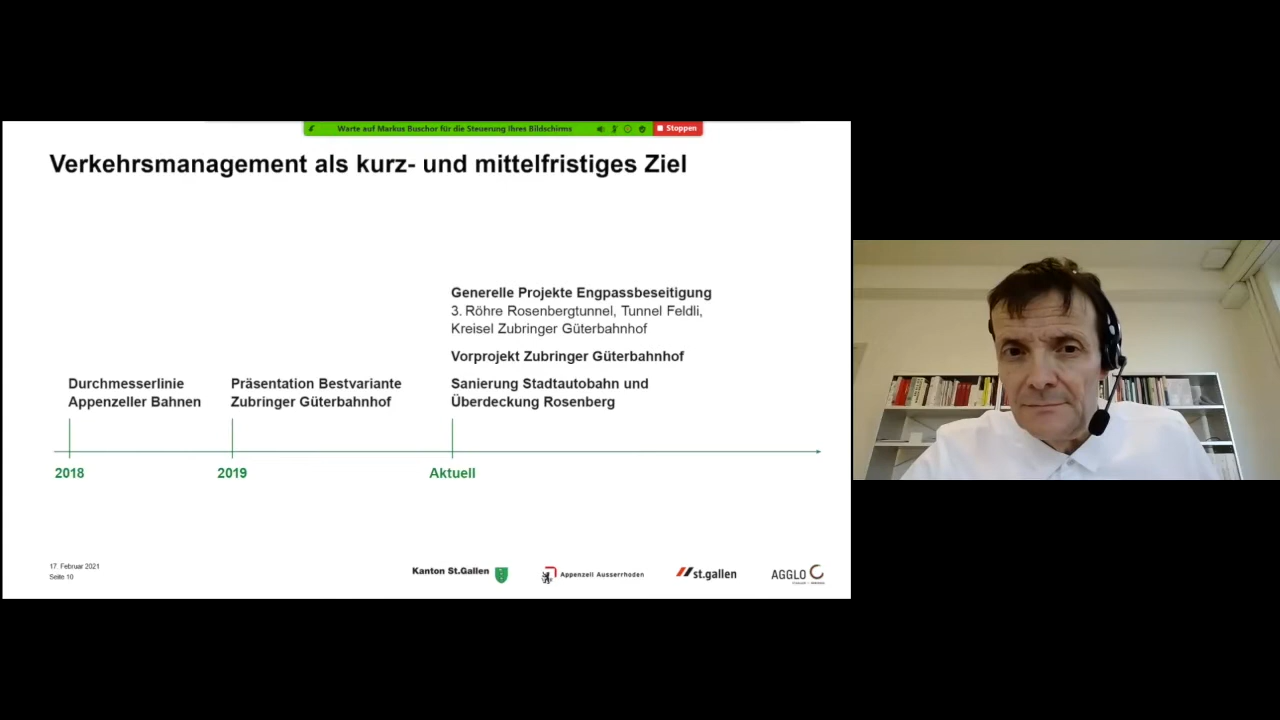 Warte auf Markus Buschor für die Steuerung Ihres Bildschirms
Stoppen
Verkehrsmanagement als kurz- und mittelfristiges Ziel
Generelle Projekte Engpassbeseitigung
3. Röhre Rosenbergtunnel, Tunnel Feldli,
Kreisel Zubringer Güterbahnhof
Vorprojekt Zubringer Güterbahnhof
Durchmesserlinie
Appenzeller Bahnen
Präsentation Bestvariante
Zubringer Güterbahnhof
Sanierung Stadtautobahn und
Überdeckung Rosenberg
2018
2019
Aktuell
17. Februar 2021
Seite 10
Kanton St.Gallen
Appenzell Ausserrhoden
st.gallen
AGGLO